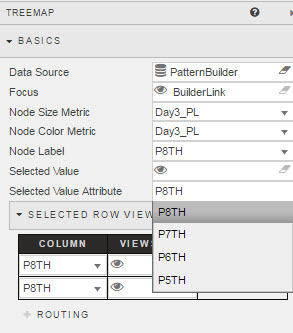 TREEMAP
BASICS
Data Source PatternBuilder
Focus BuilderLink
Node Size Metric Day3_PL
Node Color Metric Day3_PL
Node Label P8TH
Selected Value
Selected Value Attribute P8TH
SELECTED ROW VIEW
P8TH
P7TH
P6TH
P5TH
COLUMN VIEW
P8TH
P8TH
ROUTING